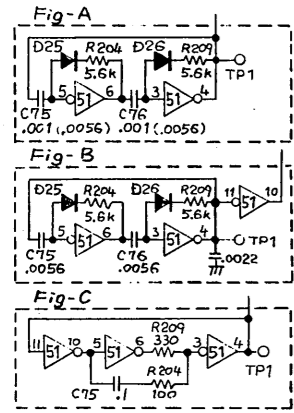 Fig-A
D25 R204 D26 R209
5.6k 5.6k
TP1
5 51 6 3 51 4
C75 C76
.001(.0056) .001(.0056)
Fig-B
D25 R204 D26 R209
5.6k 5.6k
11 51 10
5 51 6 3 51 4
TP1
C75 C76
.0056 .0056
.0022
Fig-C
R209
11 51 10 5 51 6 330 3 51 4
R204
C75 .1 100
TP1